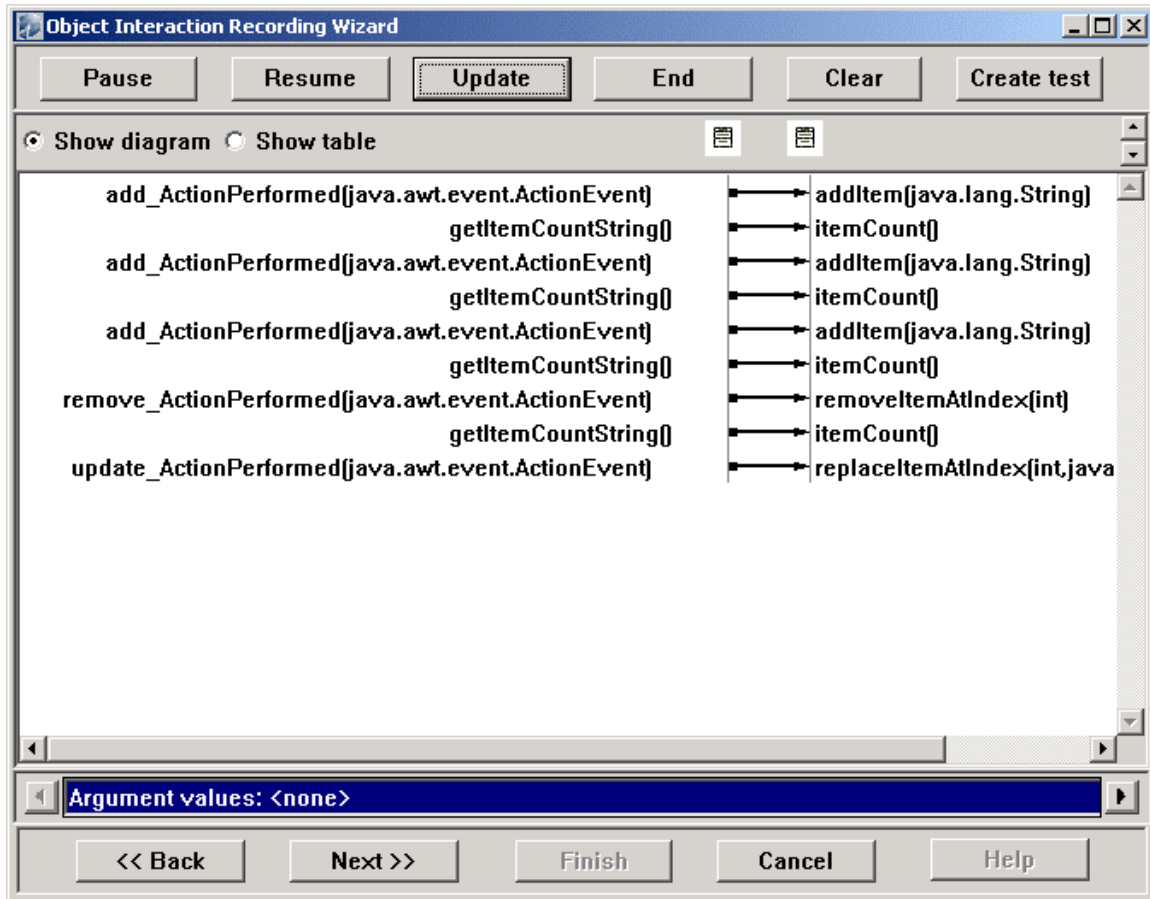 Object Interaction Recording Wizard
Pause Resume Update End Clear Create test
Show diagram Show table
add_ActionPerformed(java.awt.event.ActionEvent) addItem(java.lang.String)
getItemCountString() itemCount()
add_ActionPerformed(java.awt.event.ActionEvent) addItem(java.lang.String)
getItemCountString() itemCount()
add_ActionPerformed(java.awt.event.ActionEvent) addItem(java.lang.String)
getItemCountString() itemCount()
remove_ActionPerformed(java.awt.event.ActionEvent) removeItemAtIndex(int)
getItemCountString() itemCount()
update_ActionPerformed(java.awt.event.ActionEvent) replaceItemAtIndex(int,java
Argument values: <none>
<< Back Next >> Finish Cancel Help